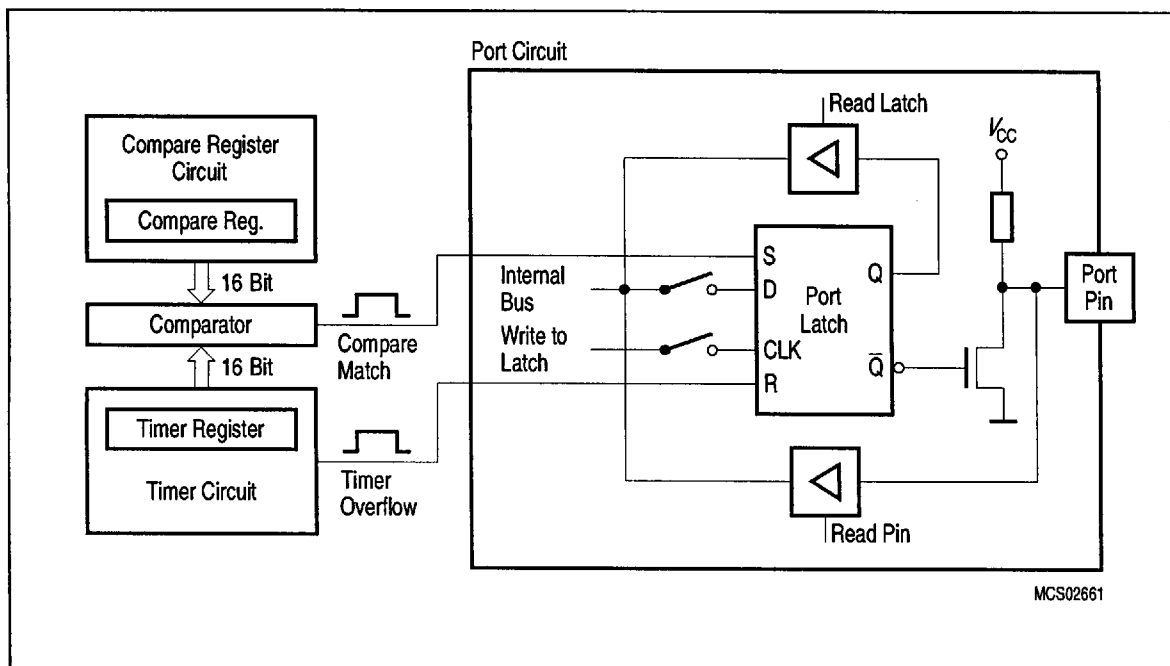 Port Circuit
Read Latch
V_CC
Compare Register
Circuit
Compare Reg.
16 Bit
Comparator
16 Bit
Timer Register
Timer Circuit
Compare
Match
Timer
Overflow
Internal
Bus
Write to
Latch
S
D
CLK
R
Q
Q̅
Port
Latch
Port
Pin
Read Pin
MCS02661